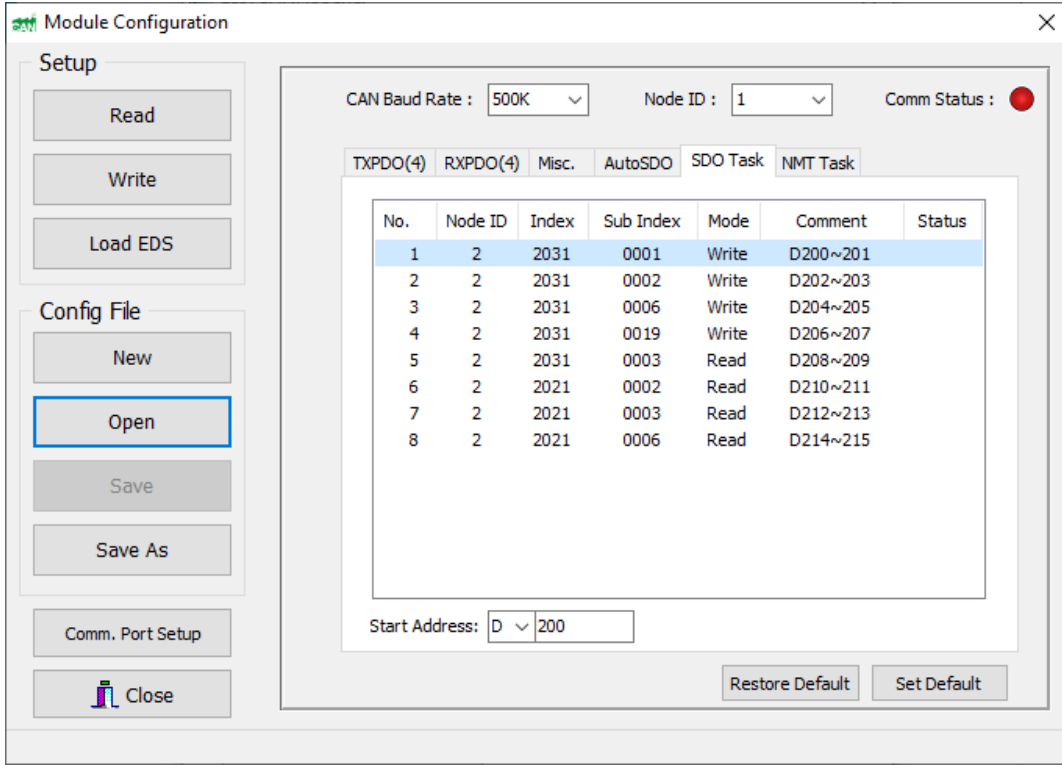 CAN Module Configuration
Setup
Read
Write
Load EDS
Config File
New
Open
Save
Save As
Comm. Port Setup
Close
CAN Baud Rate : 500K Node ID : 1 Comm Status :
TXPDO(4) RXPDO(4) Misc. AutoSDO SDO Task NMT Task
No. Node ID Index Sub Index Mode Comment Status
1 2 2031 0001 Write D200~201
2 2 2031 0002 Write D202~203
3 2 2031 0006 Write D204~205
4 2 2031 0019 Write D206~207
5 2 2031 0003 Read D208~209
6 2 2021 0002 Read D210~211
7 2 2021 0003 Read D212~213
8 2 2021 0006 Read D214~215
Start Address: D 200
Restore Default Set Default